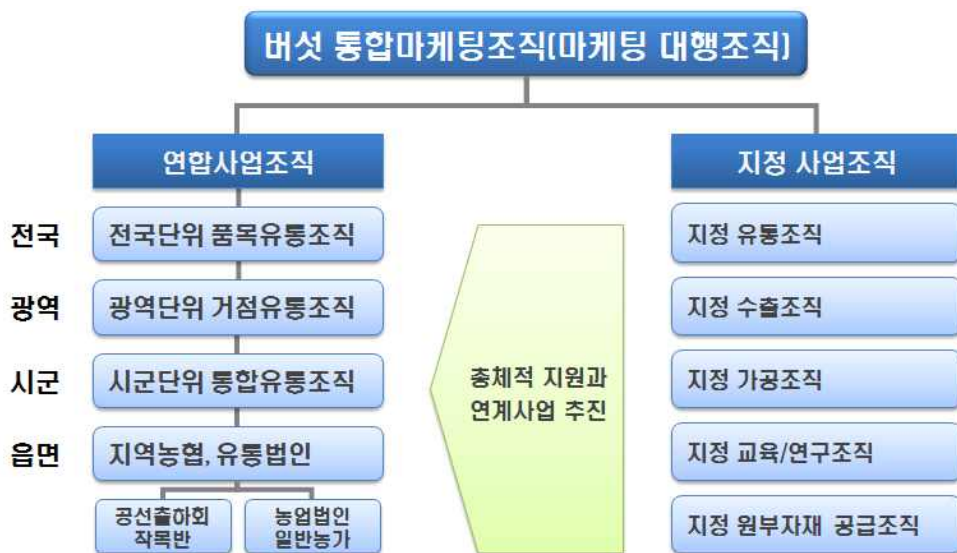 버섯 통합마케팅조직(마케팅 대행조직)
연합사업조직
지정 사업조직
전국
전국단위 품목유통조직
지정 유통조직
광역
광역단위 거점유통조직
지정 수출조직
시군
시군단위 통합유통조직
총체적 지원과
연계사업 추진
지정 가공조직
읍면
지역농협, 유통법인
지정 교육/연구조직
공선출하회
작목반
농업법인
일반농가
지정 원부자재 공급조직